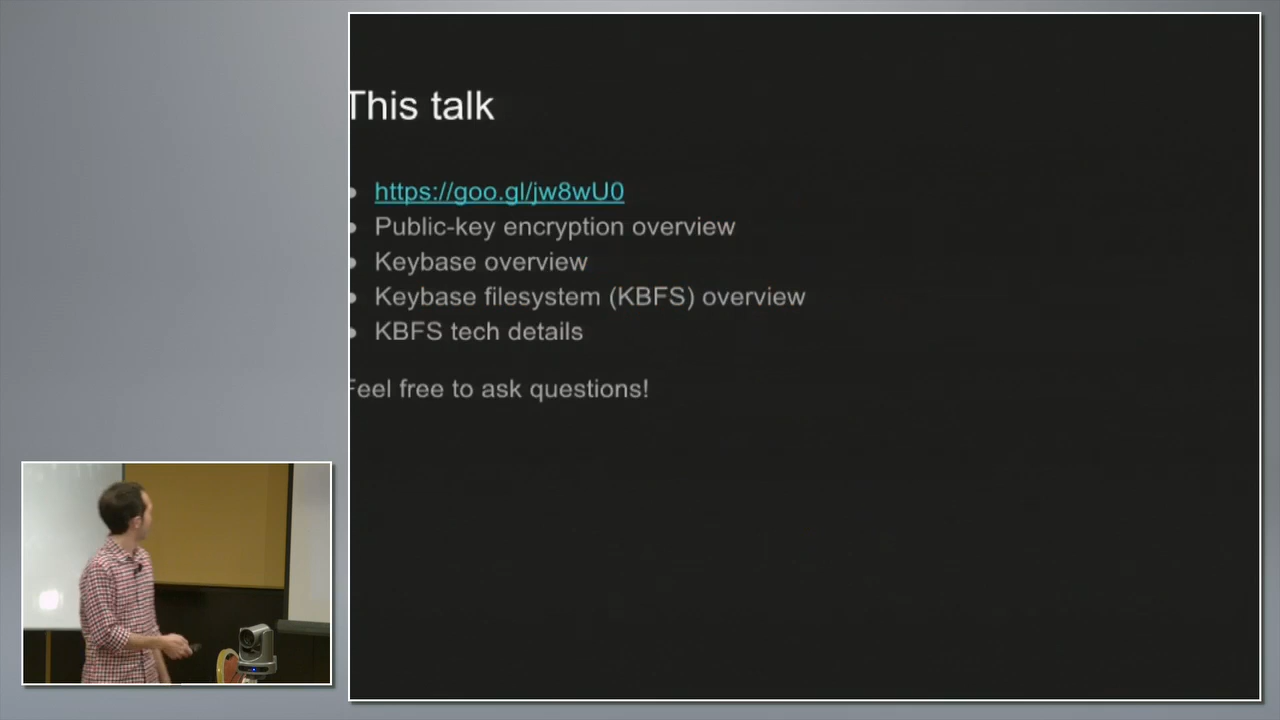 This talk
https://goo.gl/jw8wU0
Public-key encryption overview
Keybase overview
Keybase filesystem (KBFS) overview
KBFS tech details
Feel free to ask questions!